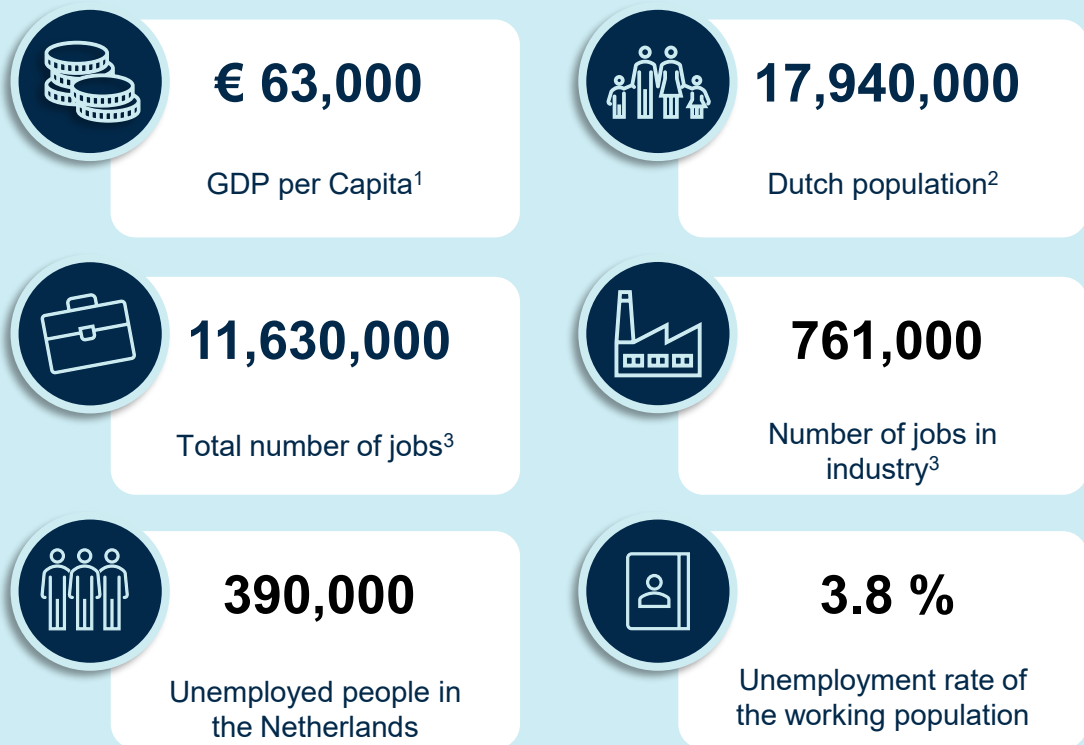 € 63,000
GDP per Capita¹
17,940,000
Dutch population²
11,630,000
Total number of jobs³
761,000
Number of jobs in
industry³
390,000
Unemployed people in
the Netherlands
3.8 %
Unemployment rate of
the working population